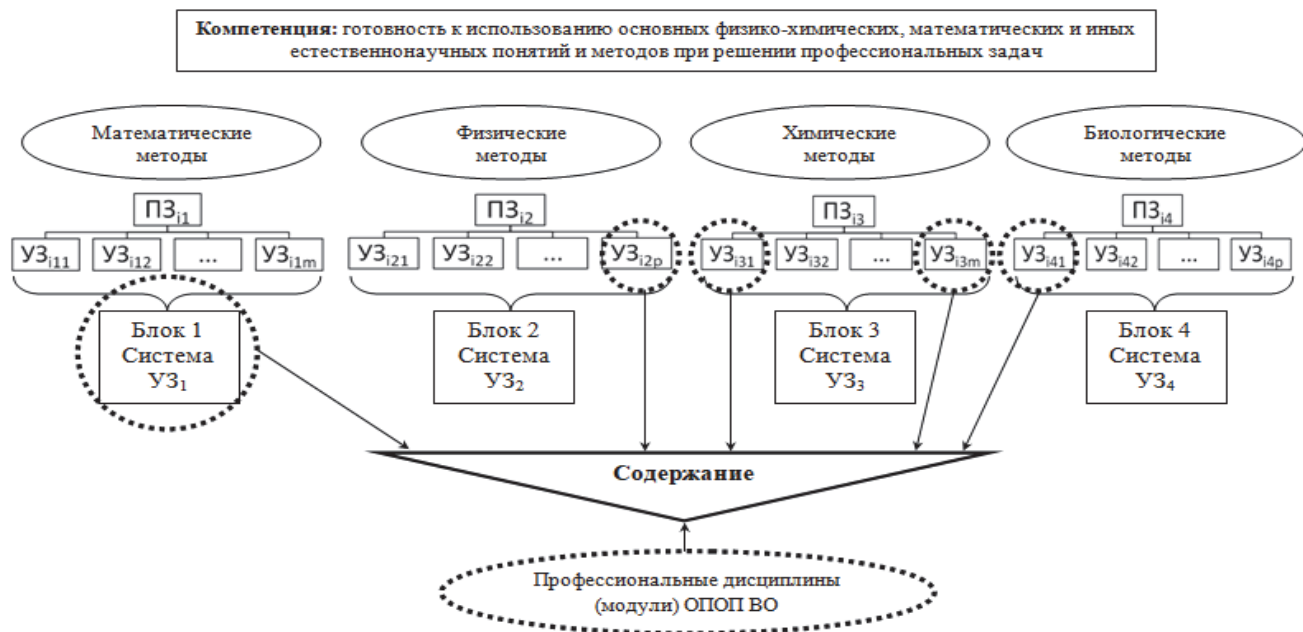 Компетенция: готовность к использованию основных физико-химических, математических и иных
естественнонаучных понятий и методов при решении профессиональных задач
Математические
методы
Физические
методы
Химические
методы
Биологические
методы
ПЗi1
ПЗi2
ПЗi3
ПЗi4
УЗi11 УЗi12 ... УЗi1m
УЗi21 УЗi22 ... УЗi2p
УЗi31 УЗi32 ... УЗi3m
УЗi41 УЗi42 ... УЗi4p
Блок 1
Система
УЗ1
Блок 2
Система
УЗ2
Блок 3
Система
УЗ3
Блок 4
Система
УЗ4
Содержание
Профессиональные дисциплины
(модули) ОПОП ВО